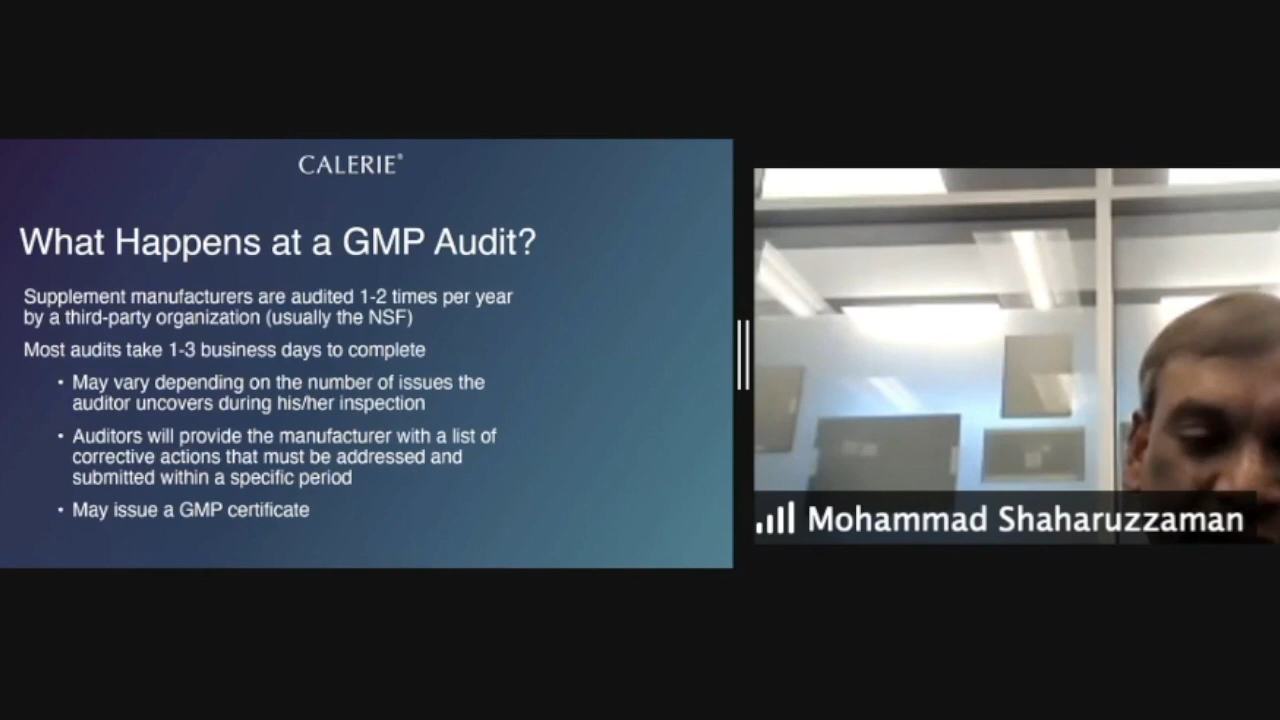 CALERIE®
What Happens at a GMP Audit?
Supplement manufacturers are audited 1-2 times per year
by a third-party organization (usually the NSF)
Most audits take 1-3 business days to complete
• May vary depending on the number of issues the
auditor uncovers during his/her inspection
• Auditors will provide the manufacturer with a list of
corrective actions that must be addressed and
submitted within a specific period
• May issue a GMP certificate
Mohammad Shaharuzzaman